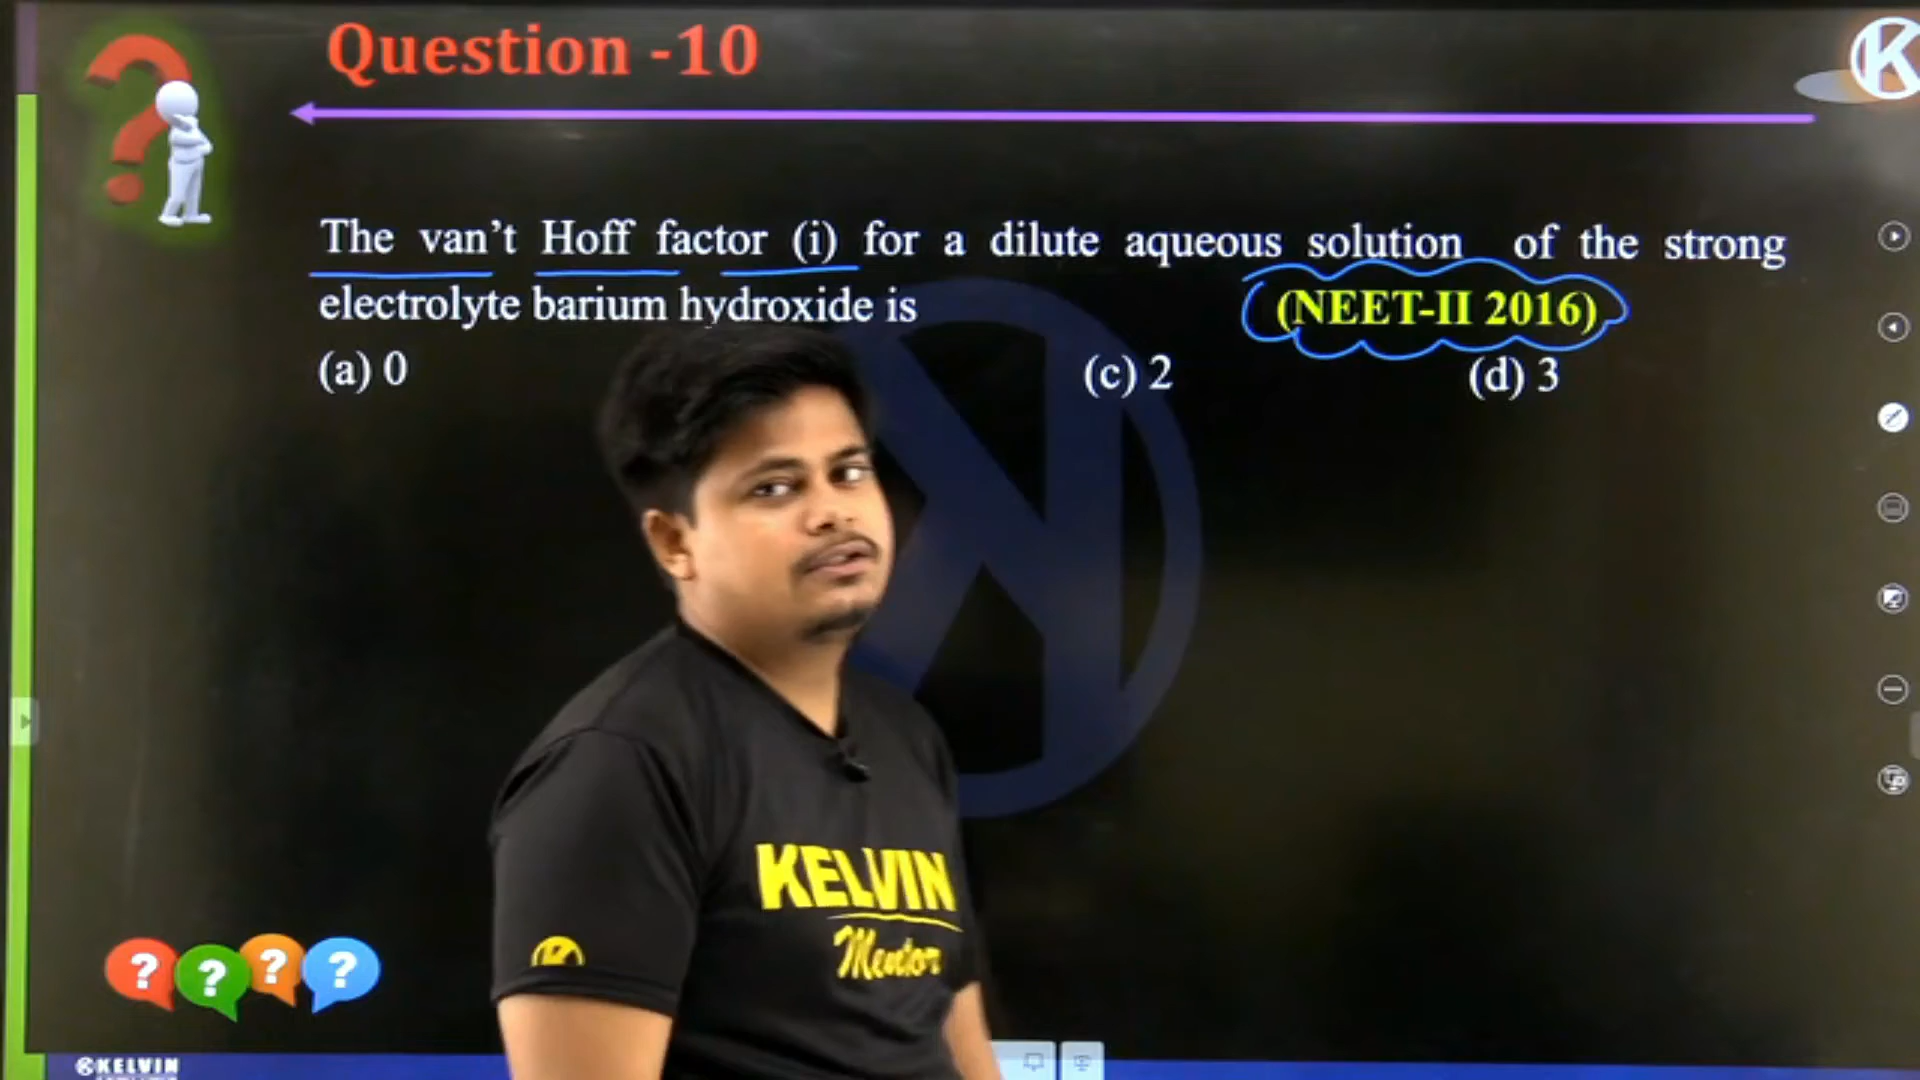 Question -10
The van't Hoff factor (i) for a dilute aqueous solution of the strong
electrolyte barium hydroxide is (NEET-II 2016)
(a) 0 (c) 2 (d) 3
KELVIN
Mentor
? ? ? ?
KELVIN